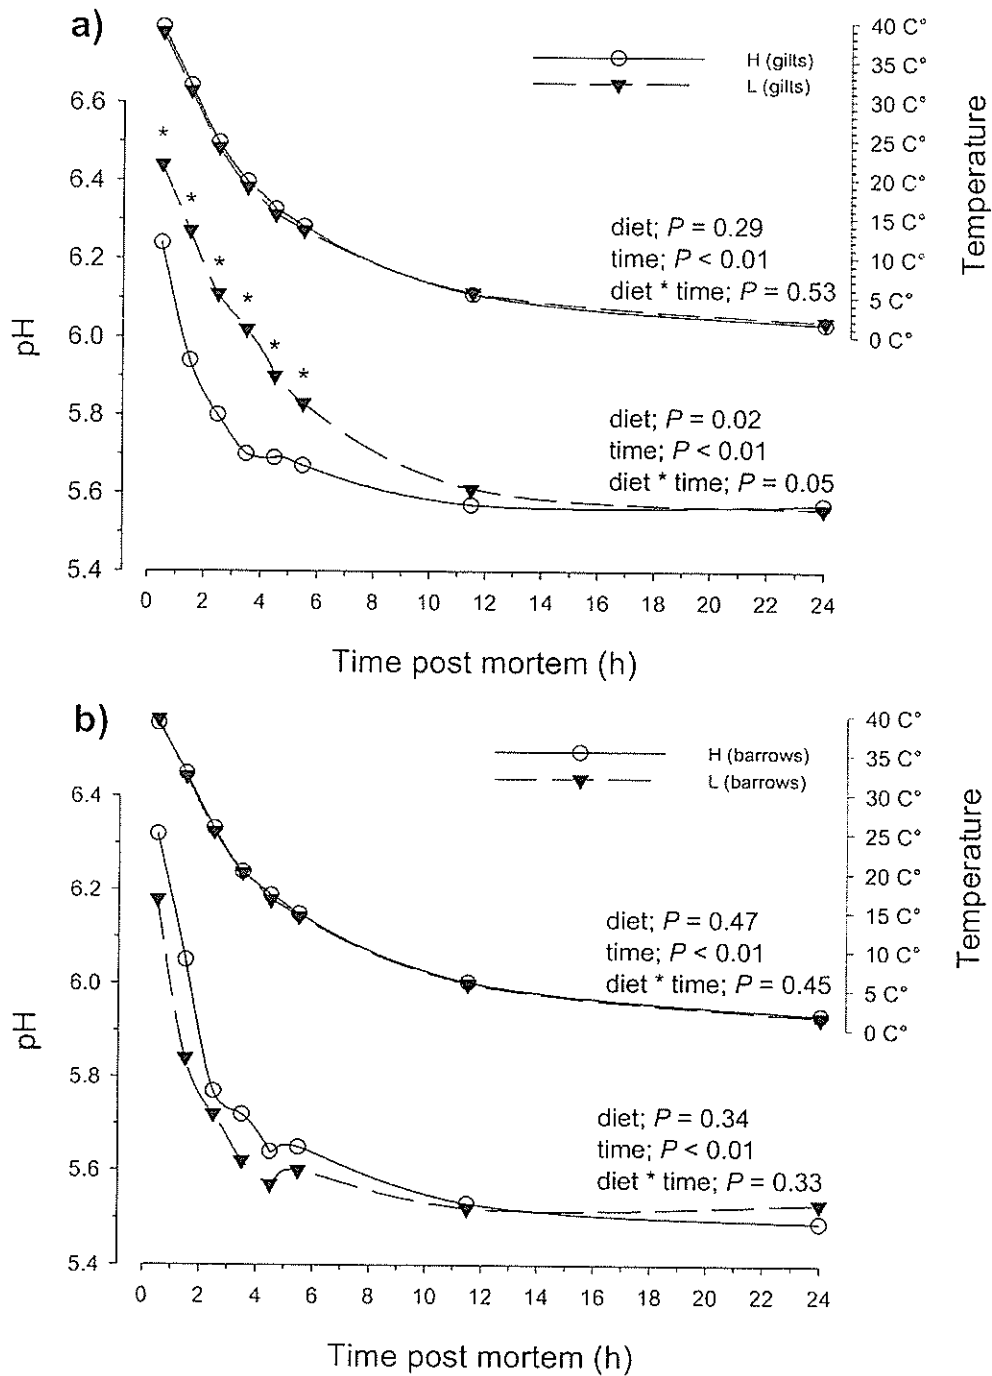 a)
H (gilts)
L (gilts)
40 C°
35 C°
30 C°
25 C°
20 C°
15 C°
10 C°
5 C°
0 C°
Temperature
6.6
6.4
6.2
6.0
5.8
5.6
5.4
pH
* * * * * *
diet; P = 0.29
time; P < 0.01
diet * time; P = 0.53
diet; P = 0.02
time; P < 0.01
diet * time; P = 0.05
0 2 4 6 8 10 12 14 16 18 20 22 24
Time post mortem (h)
b)
H (barrows)
L (barrows)
40 C°
35 C°
30 C°
25 C°
20 C°
15 C°
10 C°
5 C°
0 C°
Temperature
6.4
6.2
6.0
5.8
5.6
5.4
pH
diet; P = 0.47
time; P < 0.01
diet * time; P = 0.45
diet; P = 0.34
time; P < 0.01
diet * time; P = 0.33
0 2 4 6 8 10 12 14 16 18 20 22 24
Time post mortem (h)